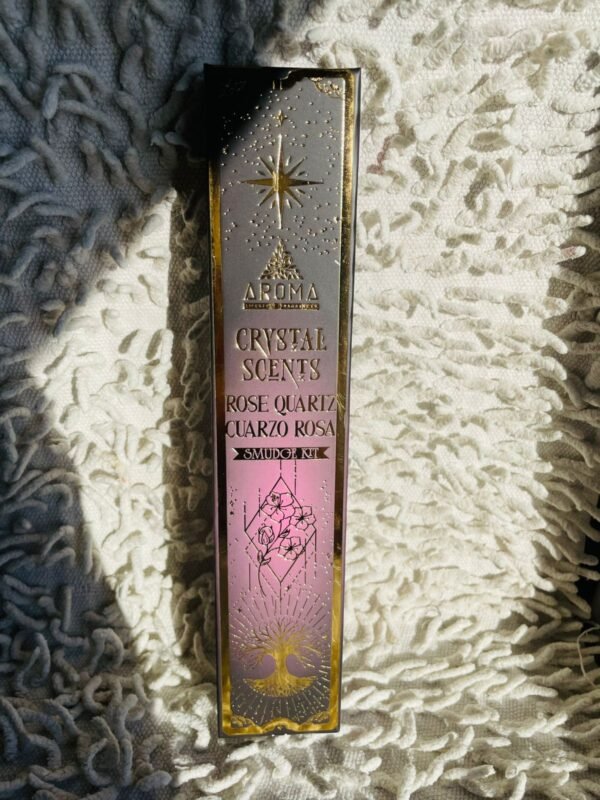 AROMA
CRYSTAL
SCENTS
ROSE QUARTZ
CUARZO ROSA
SMUDGE KIT